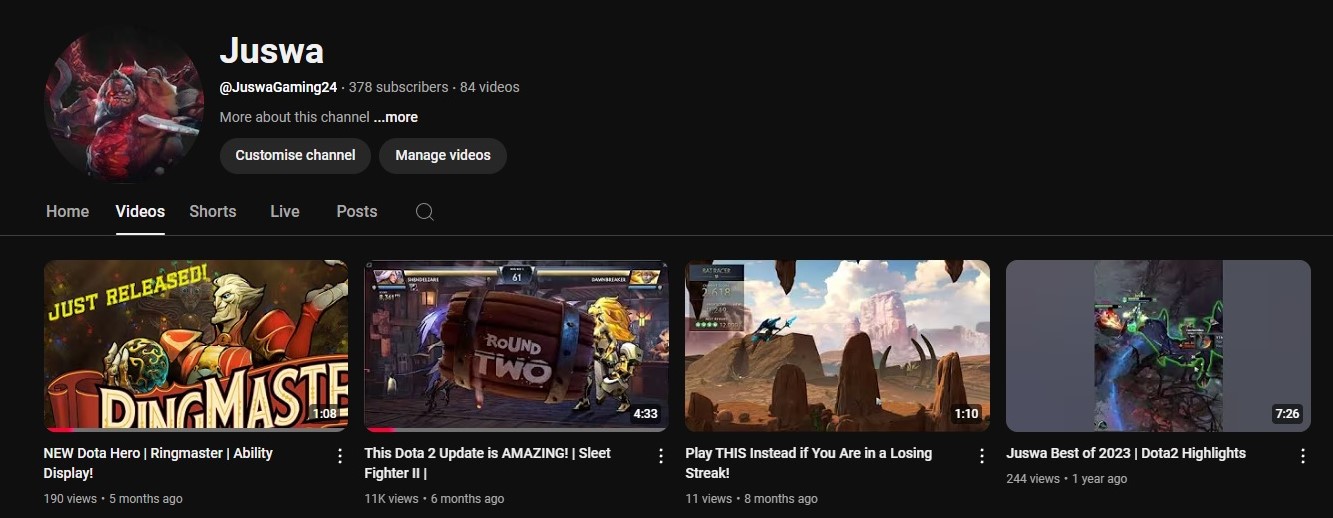 Juswa
@JuswaGaming24 · 378 subscribers · 84 videos
More about this channel ...more
Customise channel
Manage videos
Home Videos Shorts Live Posts
JUST RELEASED!
RINGMASTE
1:08
61
DAWNBREAKER
ROUND
TWO
4:33
BAT RACER
2,618
1:10
7:26
NEW Dota Hero | Ringmaster | Ability
Display!
190 views • 5 months ago
This Dota 2 Update is AMAZING! | Sleet
Fighter II |
11K views • 6 months ago
Play THIS Instead if You Are in a Losing
Streak!
11 views • 8 months ago
Juswa Best of 2023 | Dota2 Highlights
244 views • 1 year ago